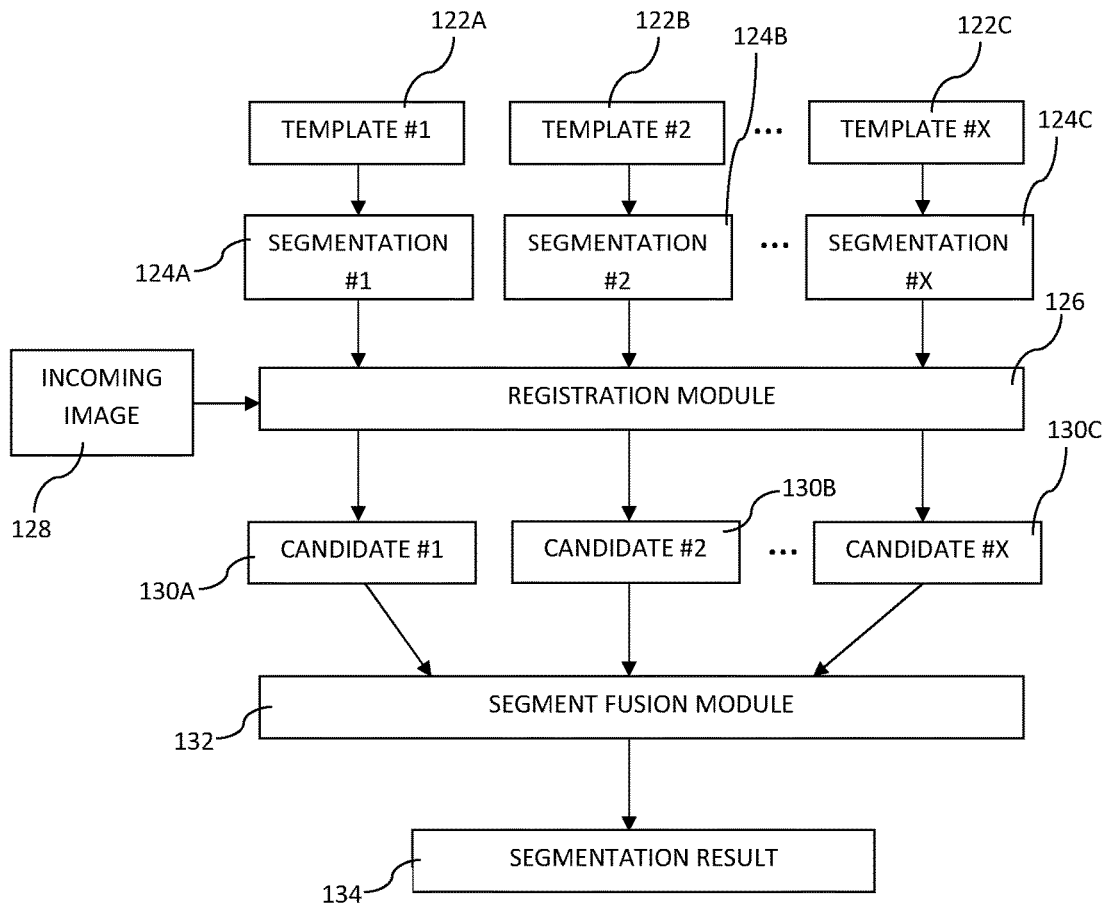 122A
122B
124B
122C
TEMPLATE #1
TEMPLATE #2
...
TEMPLATE #X
124C
SEGMENTATION
#1
SEGMENTATION
#2
...
SEGMENTATION
#X
124A
126
INCOMING
IMAGE
REGISTRATION MODULE
128
130B
130C
CANDIDATE #1
CANDIDATE #2
...
CANDIDATE #X
130A
SEGMENT FUSION MODULE
132
SEGMENTATION RESULT
134